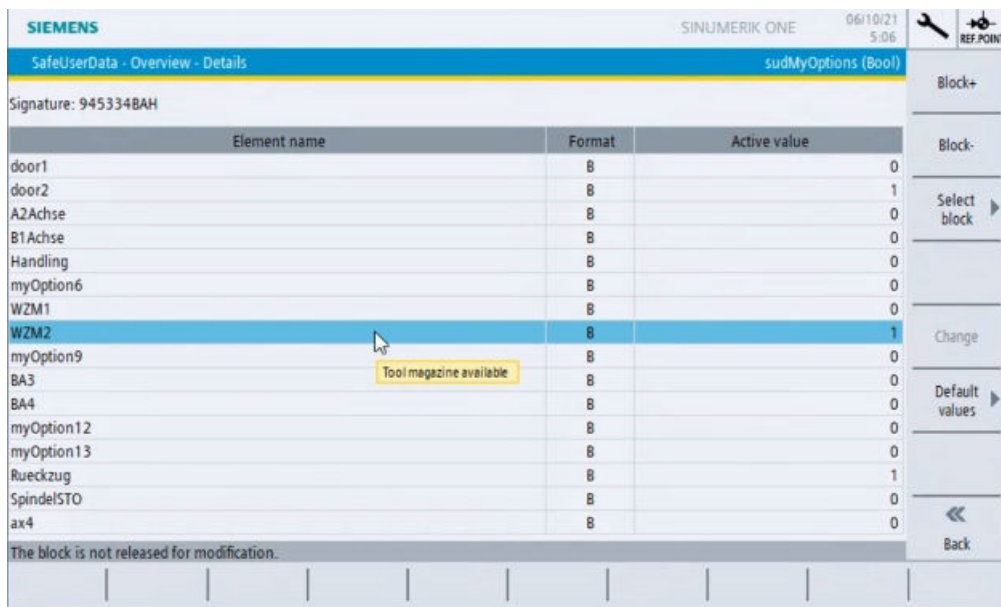 SIEMENS SINUMERIK ONE 06/10/21 5:06
REF.POINT
SafeUserData - Overview - Details sudMyOptions (Bool)
Signature: 945334BAH
Element name Format Active value
door1 B 0
door2 B 1
A2Achse B 0
B1Achse B 0
Handling B 0
myOption6 B 0
WZM1 B 0
WZM2 B 1
myOption9 B 0
Tool magazine available
BA3 B 0
BA4 B 0
myOption12 B 0
myOption13 B 0
Rueckzug B 1
SpindelSTO B 0
ax4 B 0
The block is not released for modification.
Block+
Block-
Select
block
Change
Default
values
Back